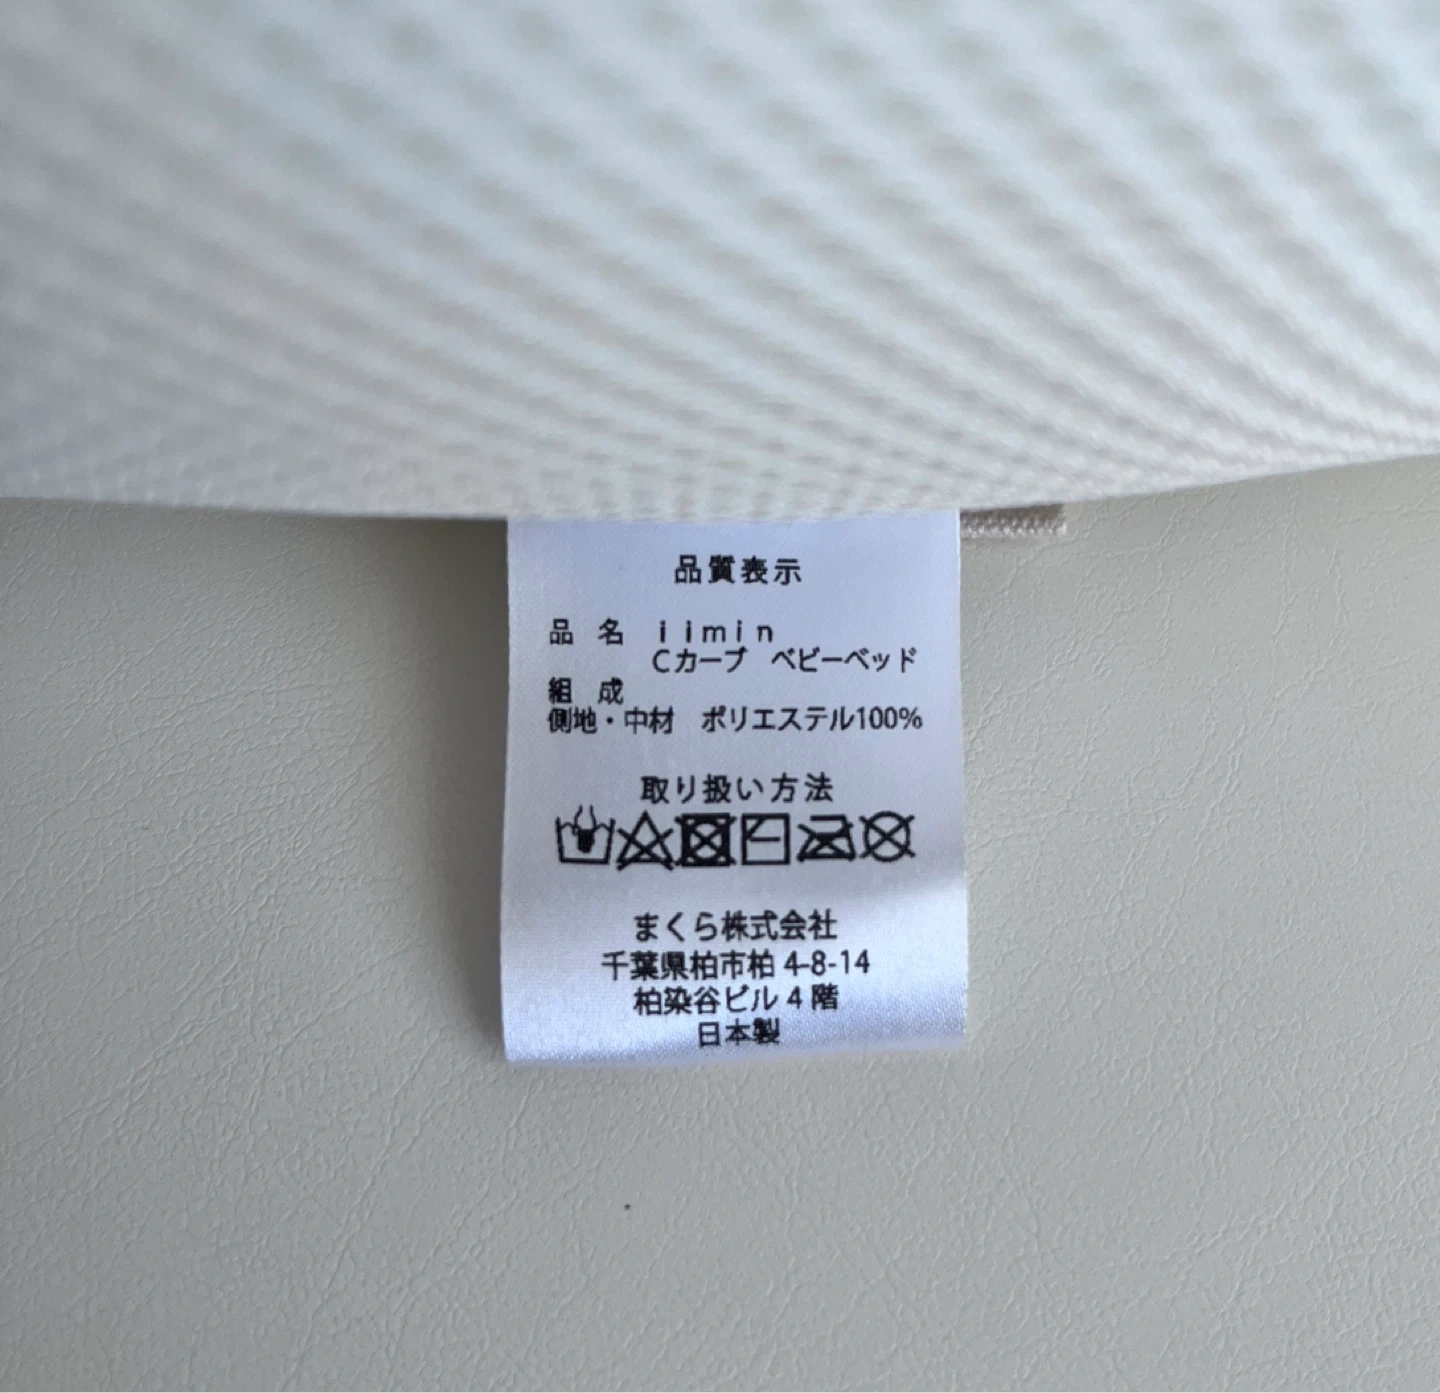 品質表示
品 名 iimin
Cカーブ ベビーベッド
組 成
側地・中材 ポリエステル100%
取り扱い方法
まくら株式会社
千葉県柏市柏 4-8-14
柏染谷ビル 4 階
日本製